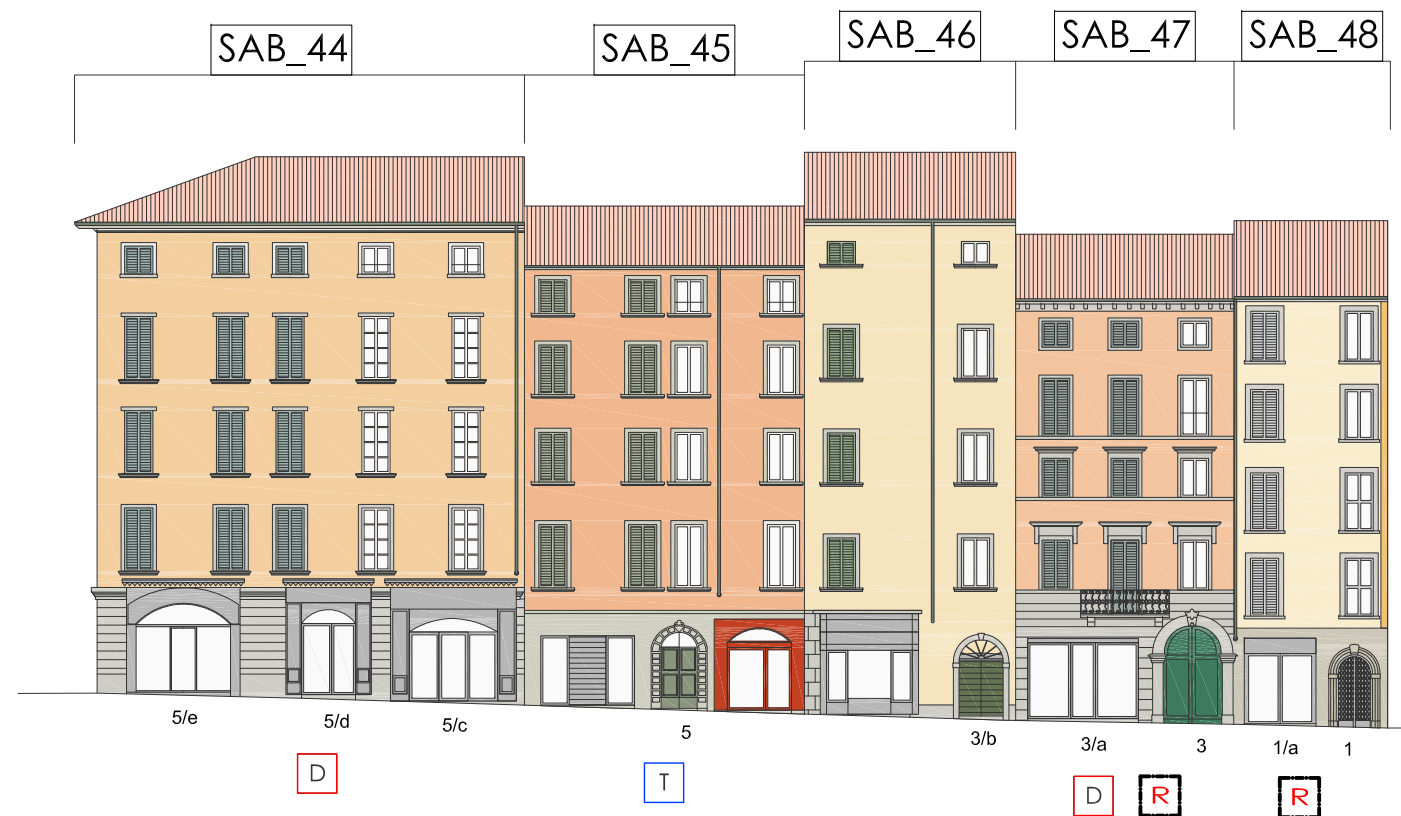 SAB_44 SAB_45 SAB_46 SAB_47 SAB_48
5/e 5/d 5/c 5 3/b 3/a 3 1/a 1
D T D R R